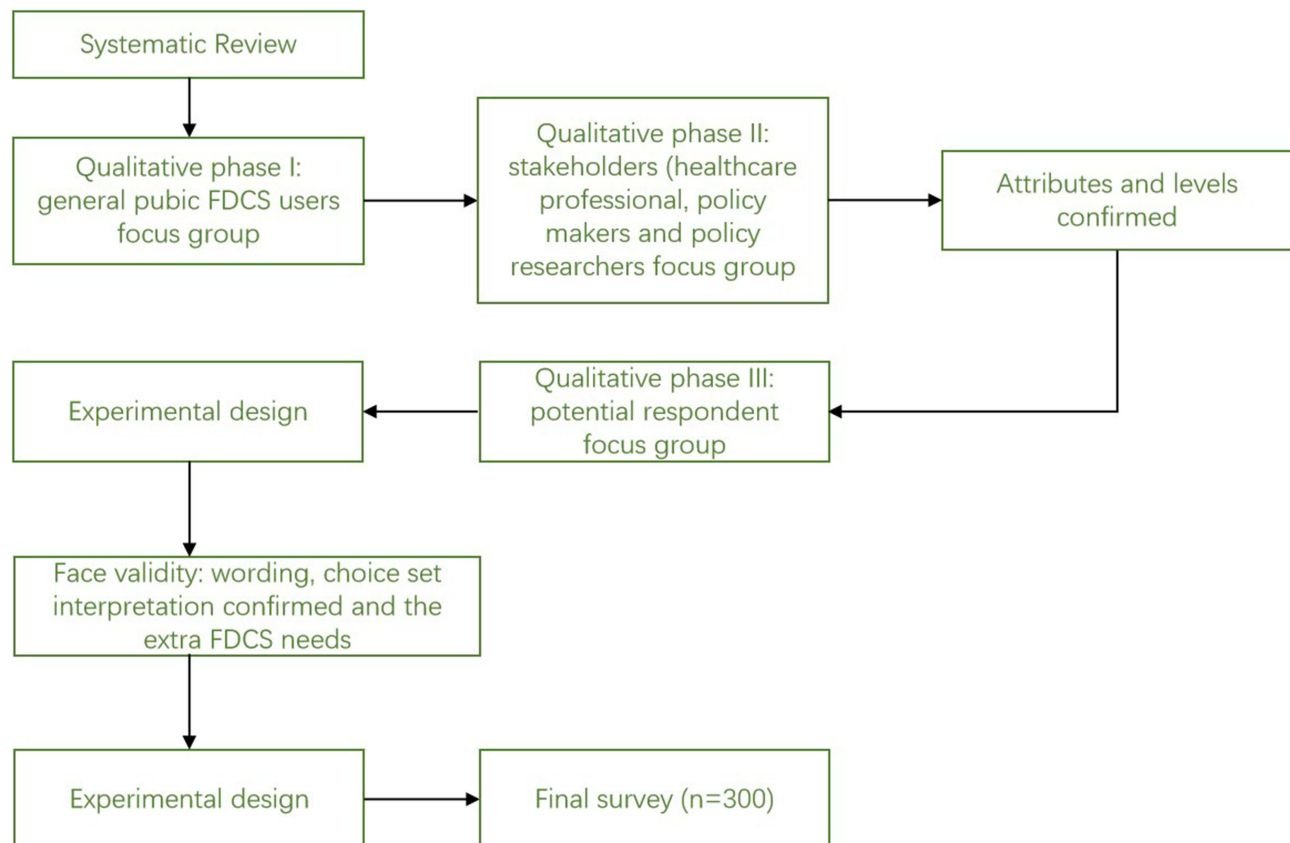 Systematic Review
Qualitative phase I:
general pubic FDCS users
focus group
Qualitative phase II:
stakeholders (healthcare
professional, policy
makers and policy
researchers focus group
Attributes and levels
confirmed
Qualitative phase III:
potential respondent
focus group
Experimental design
Face validity: wording, choice set
interpretation confirmed and the
extra FDCS needs
Experimental design
Final survey (n=300)